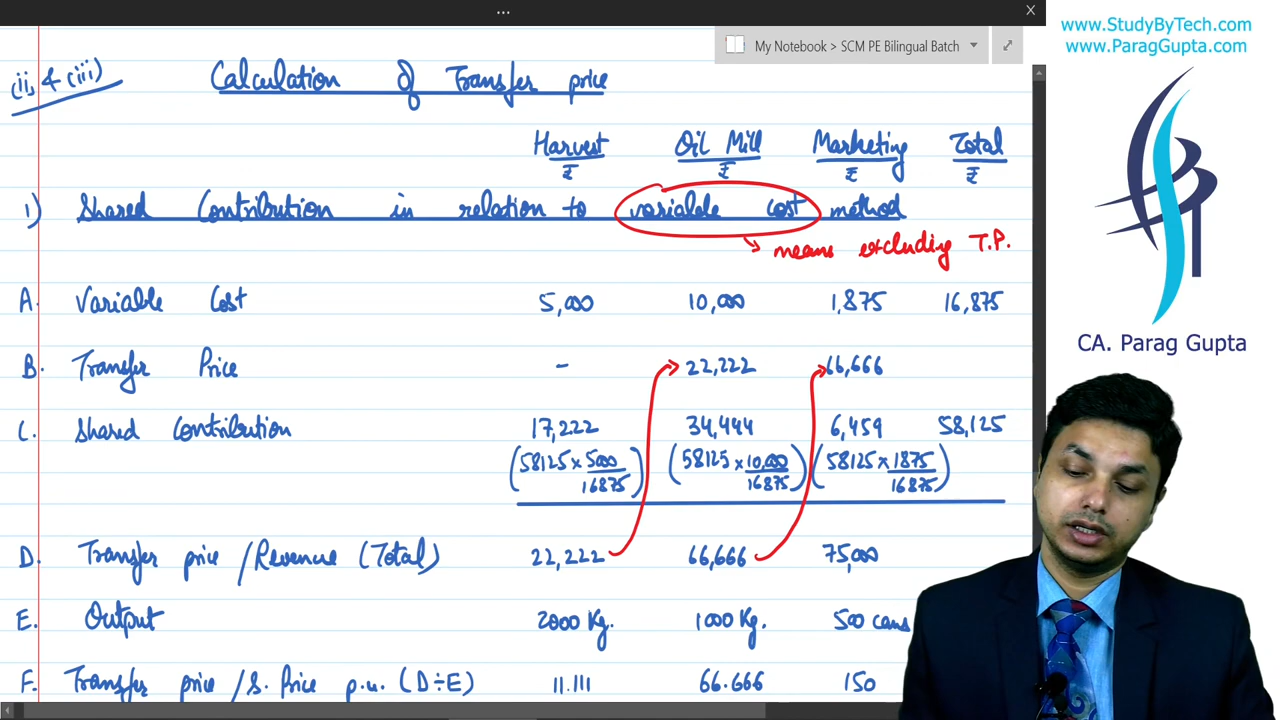 ...
X
www.StudyByTech.com
www.ParagGupta.com
My Notebook > SCM PE Bilingual Batch
(ii) & (iii) Calculation of Transfer price
Harvest Oil Mill Marketing Total
₹ ₹ ₹ ₹
1) Shared Contribution in relation to variable cost method
→ means excluding T.P.
A. Variable Cost 5,000 10,000 1,875 16,875
CA. Parag Gupta
B. Transfer Price - 22,222 66,666
C. Shared Contribution 17,222 34,444 6,459 58,125
(58125 × 5000/16875) (58125 × 10,000/16875) (58125 × 1875/16875)
D. Transfer price / Revenue (Total) 22,222 66,666 75,000
E. Output 2000 Kg. 1000 Kg. 500 cans
F. Transfer price / S. Price p.u. (D÷E) 11.111 66.666 150